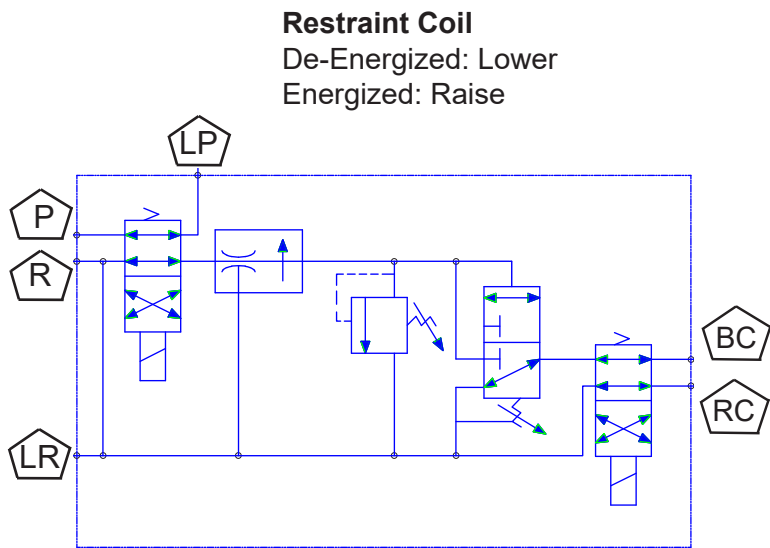 Restraint Coil
De-Energized: Lower
Energized: Raise
LP
P
R
BC
RC
LR